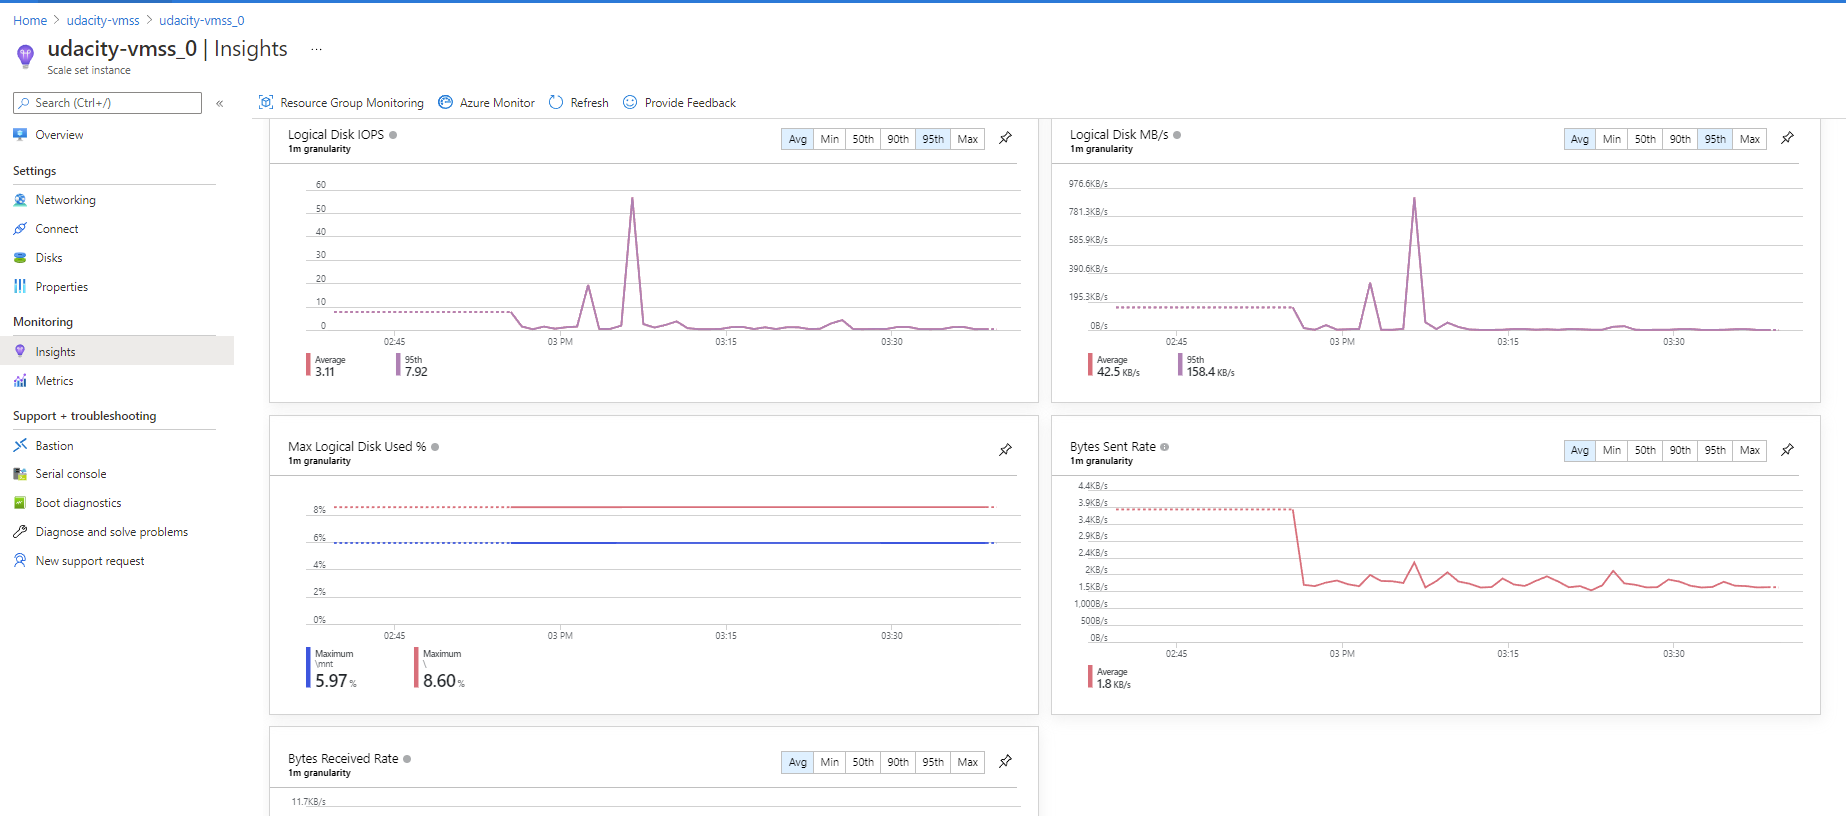 Home > udacity-vmss > udacity-vmss_0
udacity-vmss_0 | Insights ...
Scale set instance
Search (Ctrl+/) «
Overview
Settings
Networking
Connect
Disks
Properties
Monitoring
Insights
Metrics
Support + troubleshooting
Bastion
Serial console
Boot diagnostics
Diagnose and solve problems
New support request
Resource Group Monitoring Azure Monitor Refresh Provide Feedback
Logical Disk IOPS
1m granularity
Avg Min 50th 90th 95th Max
60
50
40
30
20
10
0
02:45 03 PM 03:15 03:30
Average 95th
3.11 7.92
Logical Disk MB/s
1m granularity
Avg Min 50th 90th 95th Max
976.6KB/s
781.3KB/s
585.9KB/s
390.6KB/s
195.3KB/s
0B/s
02:45 03 PM 03:15 03:30
Average 95th
42.5 KB/s 158.4 KB/s
Max Logical Disk Used %
1m granularity
8%
6%
4%
2%
0%
02:45 03 PM 03:15 03:30
Maximum Maximum
\mnt \
5.97 % 8.60 %
Bytes Sent Rate
1m granularity
Avg Min 50th 90th 95th Max
4.4KB/s
3.9KB/s
3.4KB/s
2.9KB/s
2.4KB/s
2KB/s
1.5KB/s
1,000B/s
500B/s
0B/s
02:45 03 PM 03:15 03:30
Average
1.8 KB/s
Bytes Received Rate
1m granularity
Avg Min 50th 90th 95th Max
11.7KB/s